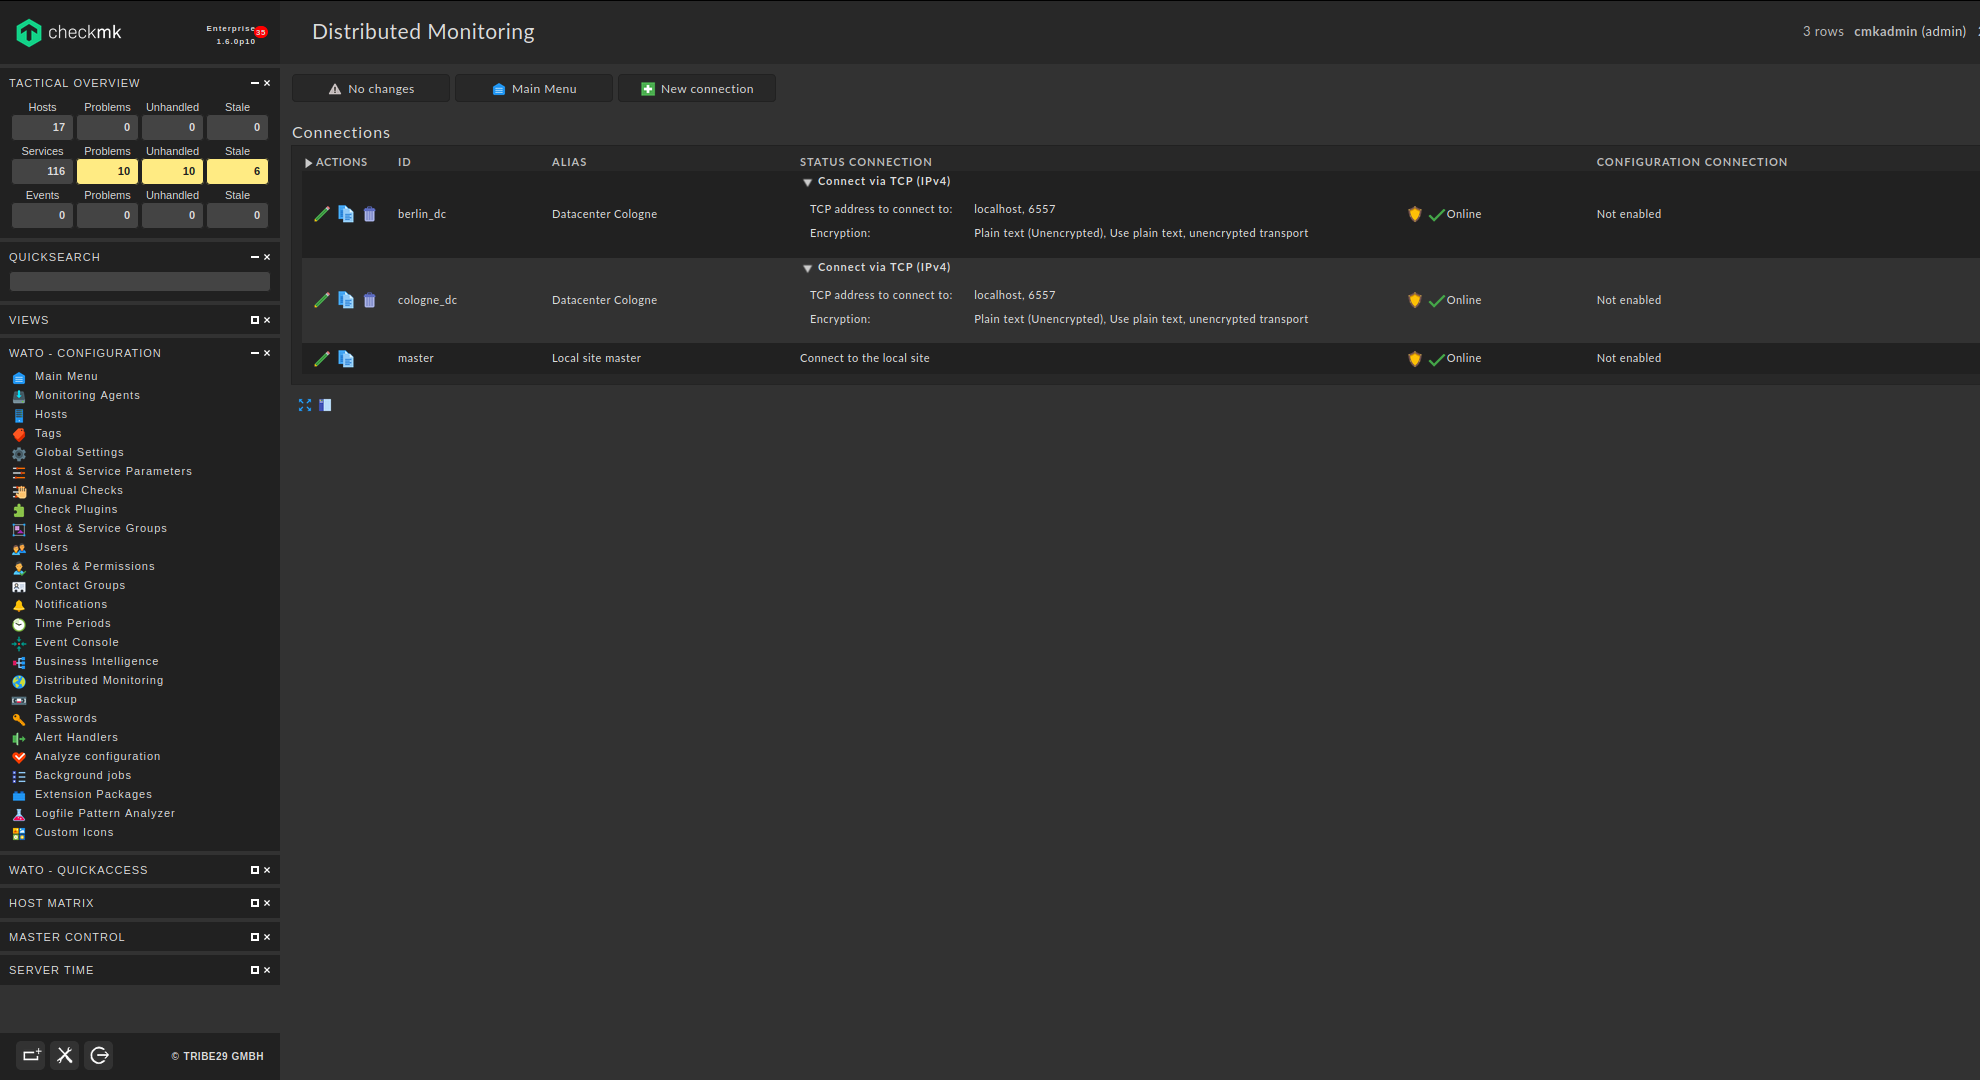 checkmk
Enterprise 35
1.6.0p10
Distributed Monitoring
3 rows cmkadmin (admin)
TACTICAL OVERVIEW
Hosts Problems Unhandled Stale
17 0 0 0
Services Problems Unhandled Stale
116 10 10 6
Events Problems Unhandled Stale
0 0 0 0
QUICKSEARCH
VIEWS
WATO - CONFIGURATION
Main Menu
Monitoring Agents
Hosts
Tags
Global Settings
Host & Service Parameters
Manual Checks
Check Plugins
Host & Service Groups
Users
Roles & Permissions
Contact Groups
Notifications
Time Periods
Event Console
Business Intelligence
Distributed Monitoring
Backup
Passwords
Alert Handlers
Analyze configuration
Background jobs
Extension Packages
Logfile Pattern Analyzer
Custom Icons
WATO - QUICKACCESS
HOST MATRIX
MASTER CONTROL
SERVER TIME
© TRIBE29 GMBH
No changes Main Menu New connection
Connections
ACTIONS ID ALIAS STATUS CONNECTION CONFIGURATION CONNECTION
Connect via TCP (IPv4)
TCP address to connect to: localhost, 6557
berlin_dc Datacenter Cologne Online Not enabled
Encryption: Plain text (Unencrypted), Use plain text, unencrypted transport
Connect via TCP (IPv4)
TCP address to connect to: localhost, 6557
cologne_dc Datacenter Cologne Online Not enabled
Encryption: Plain text (Unencrypted), Use plain text, unencrypted transport
master Local site master Connect to the local site Online Not enabled